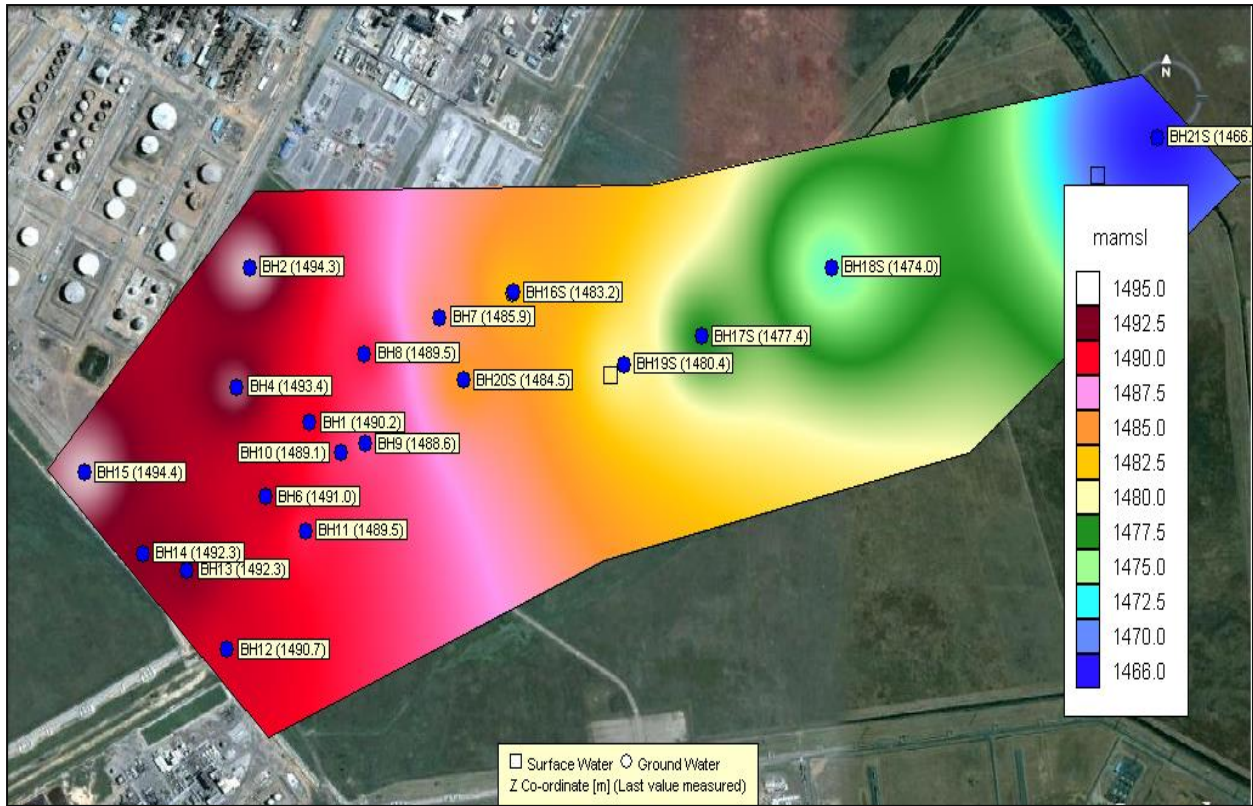 N
BH21S (1466.
BH2 (1494.3)
BH18S (1474.0)
BH16S (1483.2)
BH7 (1485.9)
BH17S (1477.4)
BH8 (1489.5)
BH19S (1480.4)
BH20S (1484.5)
BH4 (1493.4)
BH1 (1490.2)
BH9 (1488.6)
BH10 (1489.1)
BH15 (1494.4)
BH6 (1491.0)
BH11 (1489.5)
BH14 (1492.3)
BH13 (1492.3)
BH12 (1490.7)
mamsl
1495.0
1492.5
1490.0
1487.5
1485.0
1482.5
1480.0
1477.5
1475.0
1472.5
1470.0
1466.0
Surface Water Ground Water
Z Co-ordinate [m] (Last value measured)